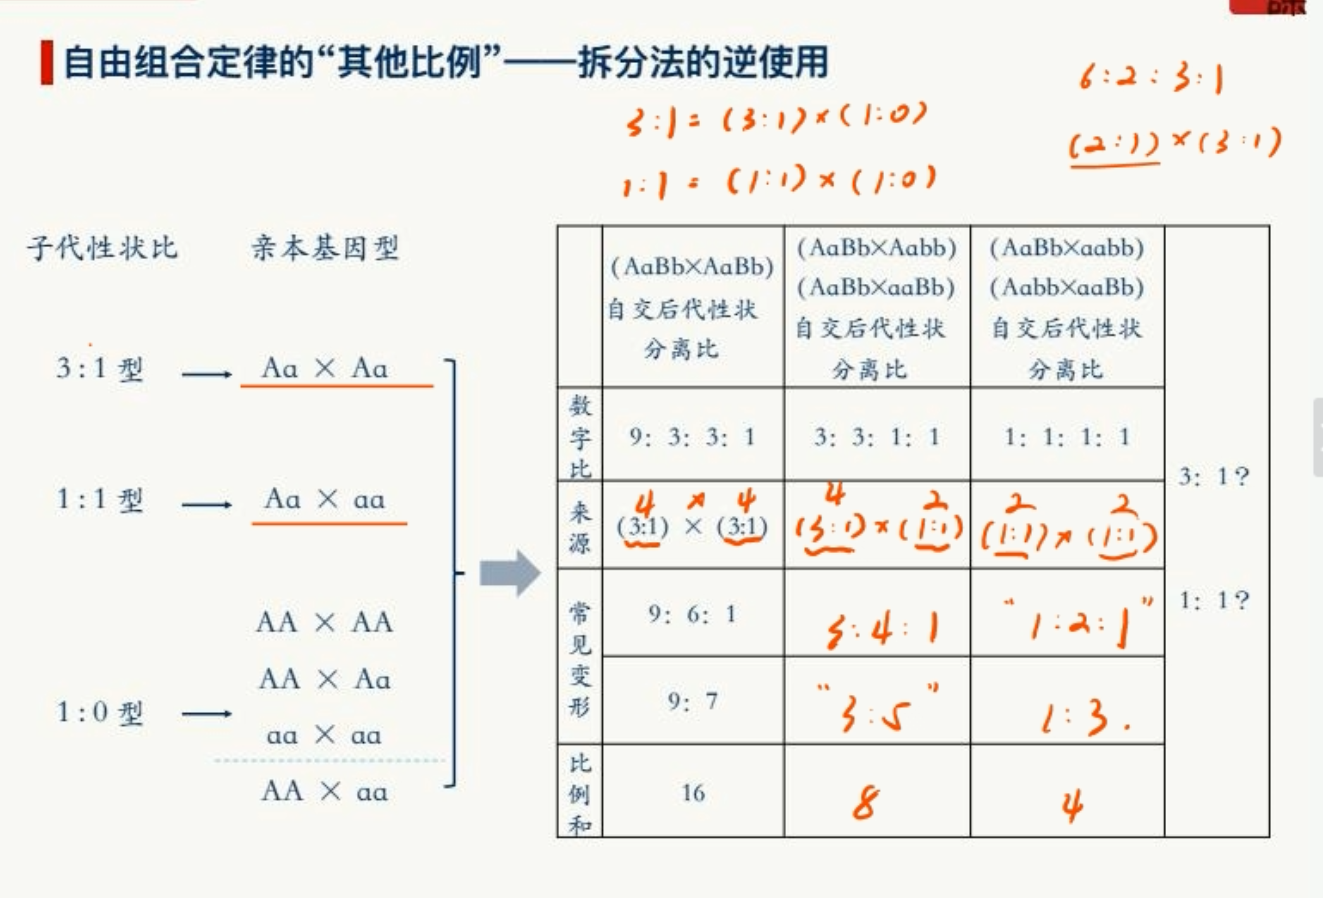 自由组合定律的“其他比例”——拆分法的逆使用
6:2:3:1
3:1=(3:1)×(1:0)
(2:1)×(3:1)
1:1=(1:1)×(1:0)
子代性状比 亲本基因型
3:1型 Aa × Aa
1:1型 Aa × aa
AA × AA
AA × Aa
1:0型
aa × aa
AA × aa
(AaBb×AaBb)
自交后代性状
分离比
(AaBb×Aabb)
(AaBb×aaBb)
自交后代性状
分离比
(AaBb×aabb)
(Aabb×aaBb)
自交后代性状
分离比
数字比 9: 3: 3: 1 3: 3: 1: 1 1: 1: 1: 1
3: 1?
4 × 4 4 2 2 2
来源 (3:1) × (3:1) (3:1)×(1:1) (1:1)×(1:1)
1: 1?
常见变形 9: 6: 1 3:4:1 “1:2:1”
9: 7 “3:5” 1:3.
比例和 16 8 4